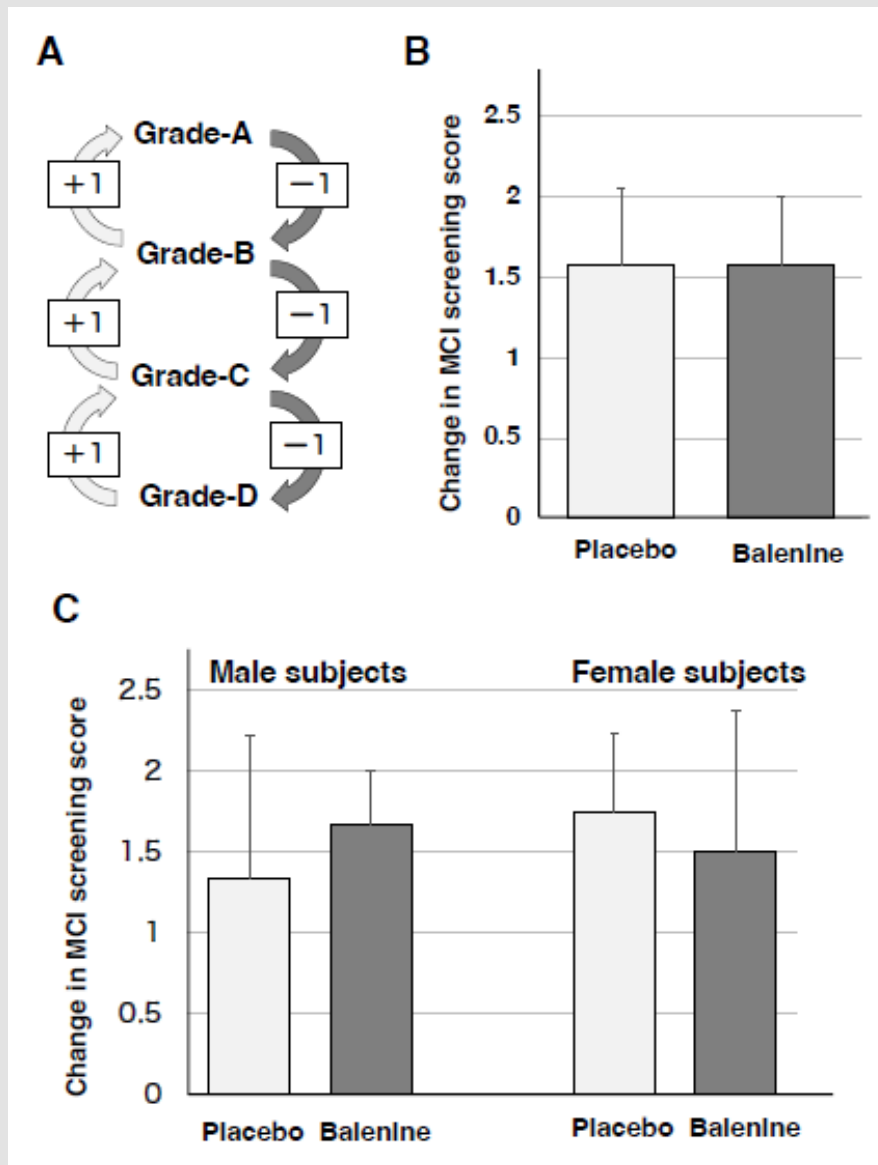 A
Grade-A
+1
−1
Grade-B
+1
−1
Grade-C
+1
−1
Grade-D
B
Change in MCI screening score
2.5
2
1.5
1
0.5
0
Placebo
Balenine
C
Change in MCI screening score
Male subjects
Female subjects
2.5
2
1.5
1
0.5
0
Placebo Balenine
Placebo Balenine